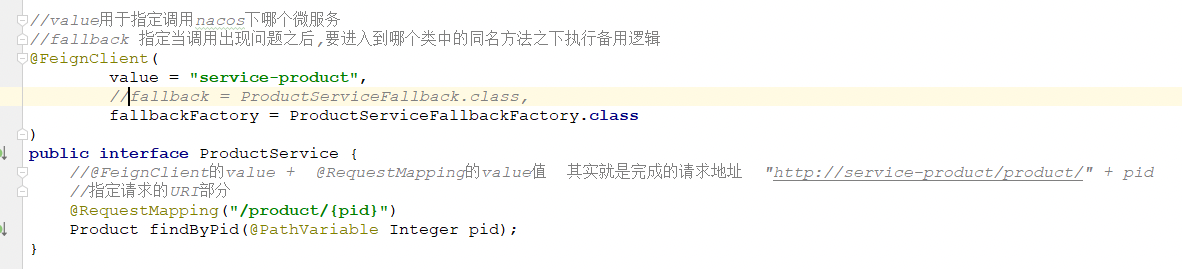 //value用于指定调用nacos下哪个微服务
//fallback 指定当调用出现问题之后,要进入到哪个类中的同名方法之下执行备用逻辑
@FeignClient(
        value = "service-product",
        //fallback = ProductServiceFallback.class,
        fallbackFactory = ProductServiceFallbackFactory.class
)
public interface ProductService {
    //@FeignClient的value +  @RequestMapping的value值  其实就是完成的请求地址  "http://service-product/product/" + pid
    //指定请求的URI部分
    @RequestMapping("/product/{pid}")
    Product findByPid(@PathVariable Integer pid);
}